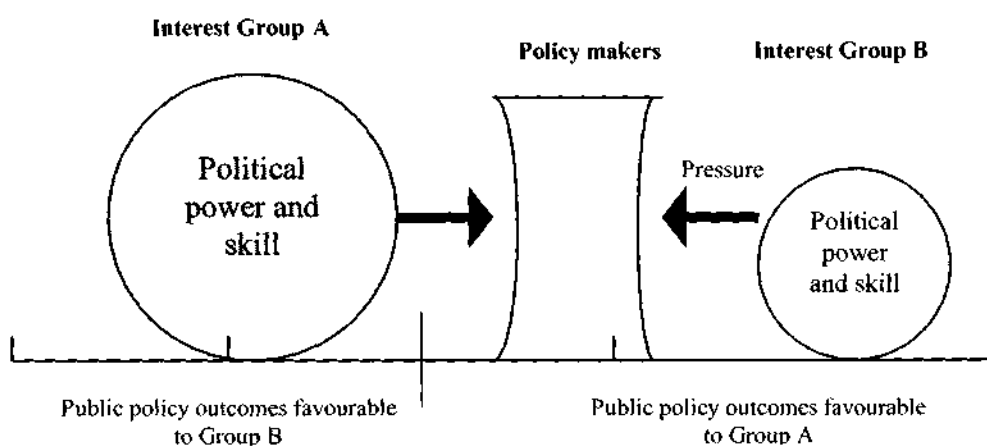 Interest Group A
Policy makers
Interest Group B
Political
power and
skill
Pressure
Political
power
and skill
Public policy outcomes favourable
to Group B
Public policy outcomes favourable
to Group A